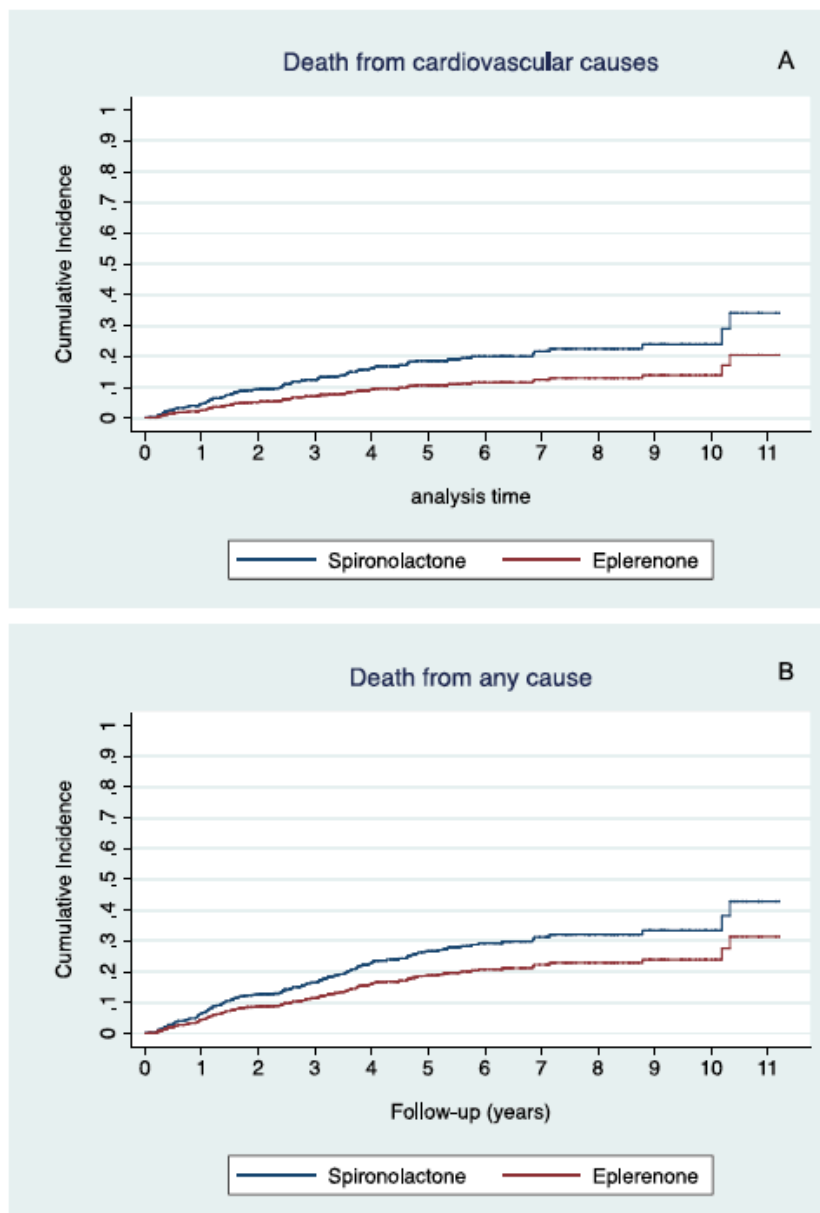 Death from cardiovascular causes
A
Cumulative Incidence
1
,9
,8
,7
,6
,5
,4
,3
,2
,1
0
0 1 2 3 4 5 6 7 8 9 10 11
analysis time
Spironolactone Eplerenone
Death from any cause
B
Cumulative Incidence
1
,9
,8
,7
,6
,5
,4
,3
,2
,1
0
0 1 2 3 4 5 6 7 8 9 10 11
Follow-up (years)
Spironolactone Eplerenone